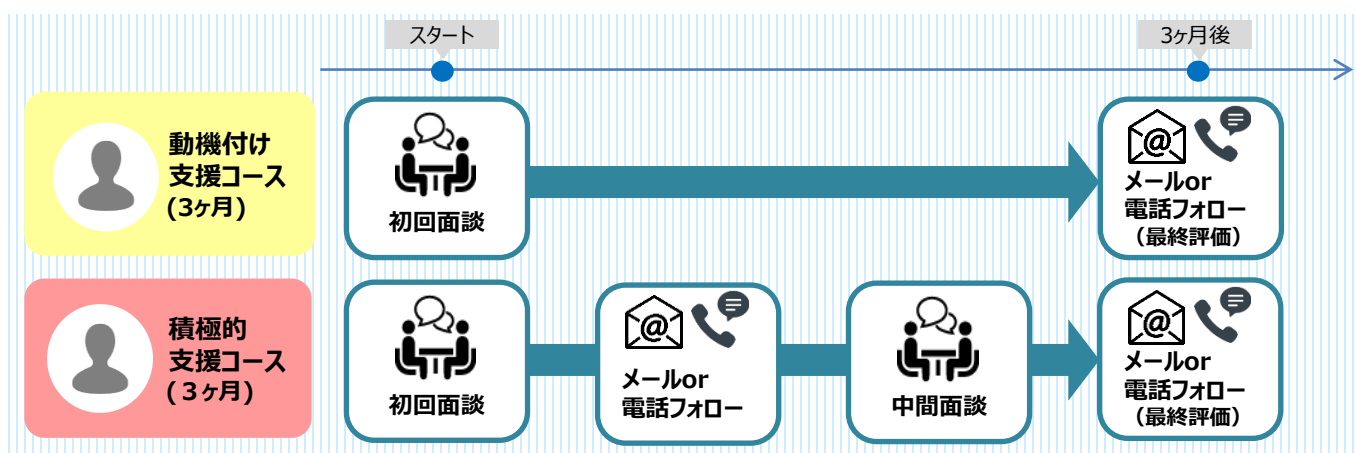 スタート
3ヶ月後
動機付け
支援コース
(3ヶ月)
初回面談
メールor
電話フォロー
（最終評価）
積極的
支援コース
(３ヶ月)
初回面談
メールor
電話フォロー
中間面談
メールor
電話フォロー
（最終評価）